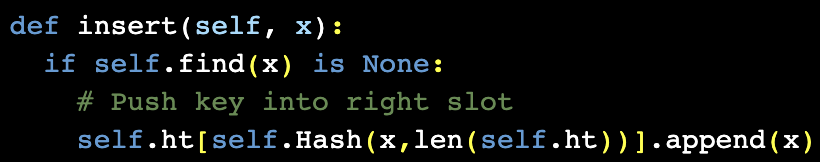 def insert(self, x):
if self.find(x) is None:
# Push key into right slot
self.ht[self.Hash(x,len(self.ht))].append(x)